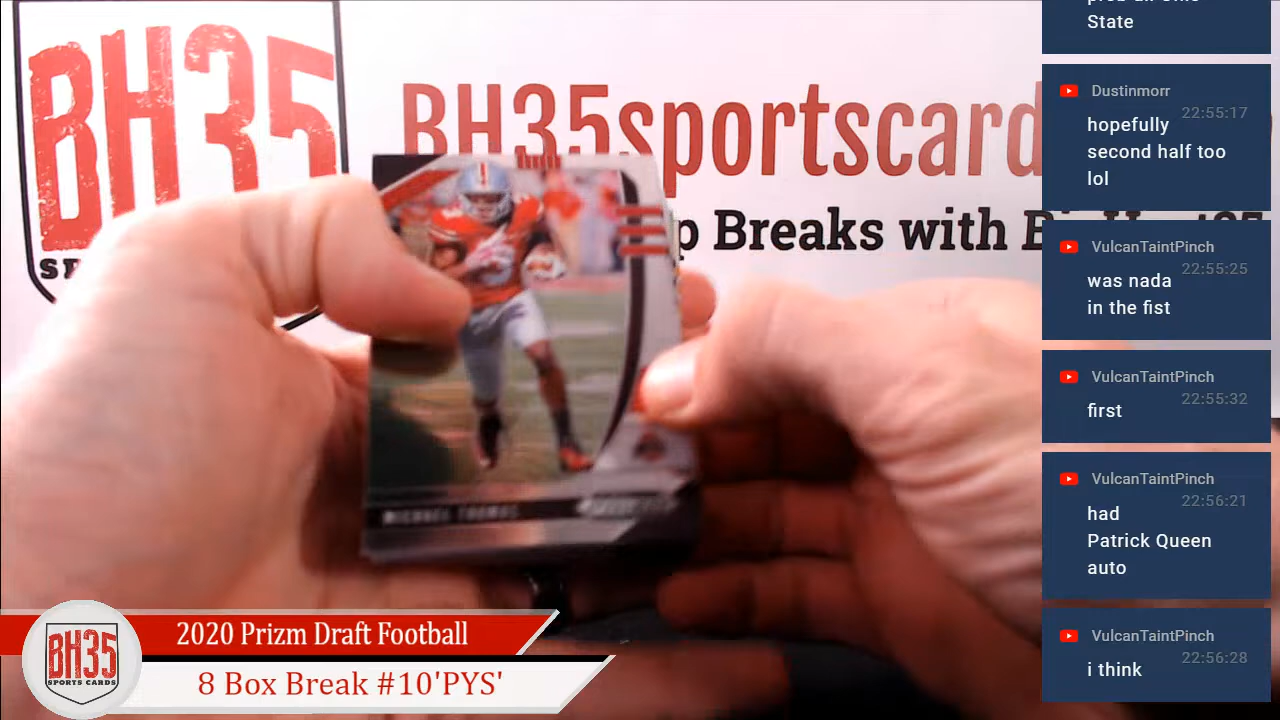 BH35
BH35sportscard
p Breaks with B
State
Dustinmorr
22:55:17
hopefully
second half too
lol
VulcanTaintPinch
22:55:25
was nada
in the fist
VulcanTaintPinch
22:55:32
first
VulcanTaintPinch
22:56:21
had
Patrick Queen
auto
VulcanTaintPinch
22:56:28
i think
MICHAEL THOMAS
BH35
SPORTS CARDS
2020 Prizm Draft Football
8 Box Break #10'PYS'